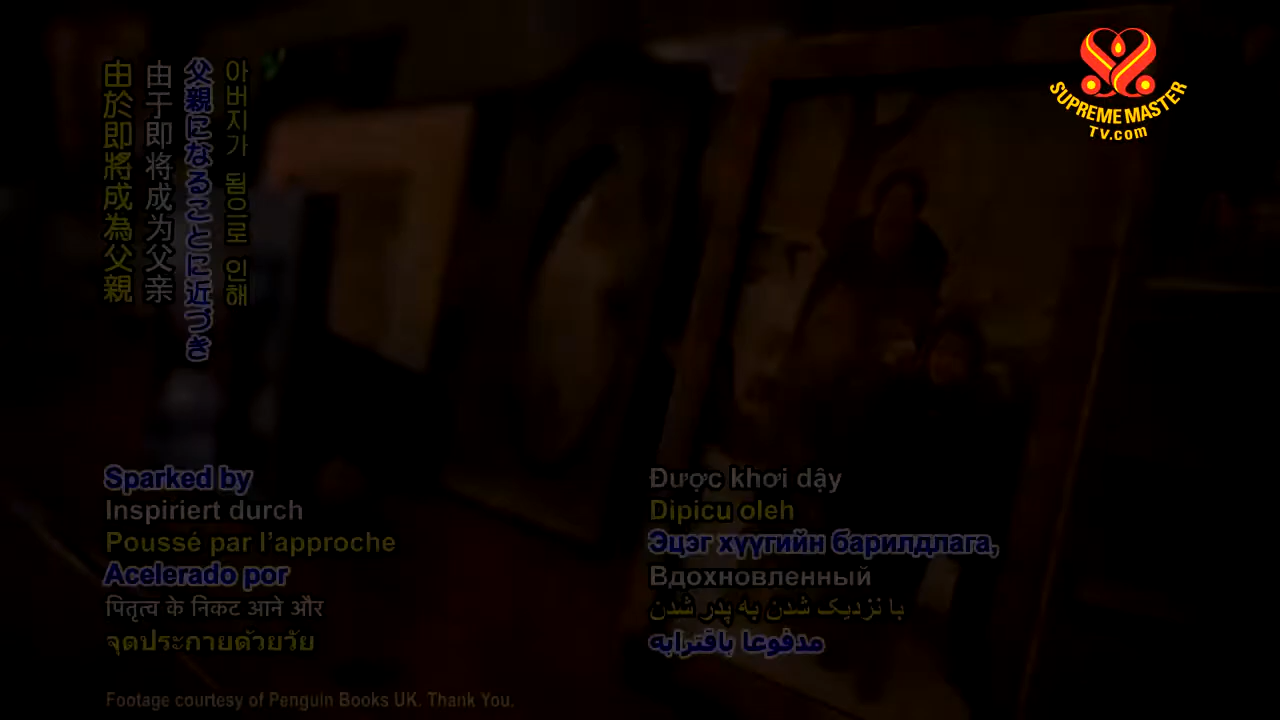 由於即將成為父親
由于即将成为父亲
父親になることに近づき
아버지가 됨으로 인해
SUPREME MASTER
TV.com
Sparked by
Inspiriert durch
Poussé par l'approche
Acelerado por
पितृत्व के निकट आने और
จุดประกายด้วยวัย
Được khơi dậy
Dipicu oleh
Эцэг хүүгийн барилдлага,
Вдохновленный
با نزدیک شدن به پدر شدن
مدفوعا باقترابه
Footage courtesy of Penguin Books UK. Thank You.